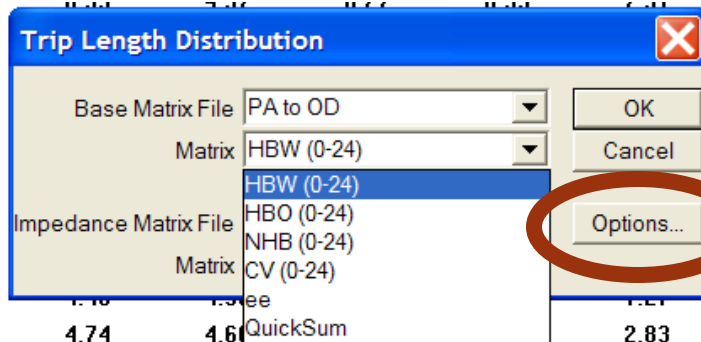 Trip Length Distribution
Base Matrix File PA to OD OK
Matrix HBW (0-24) Cancel
HBW (0-24)
HBO (0-24)
Impedance Matrix File Options...
NHB (0-24)
Matrix
CV (0-24)
ee
QuickSum
4.74 2.83